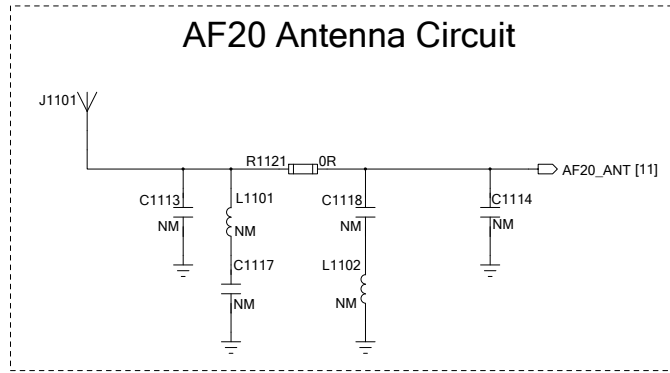 AF20 Antenna Circuit
J1101
R1121 0R
AF20_ANT [11]
C1113 L1101 C1118 C1114
NM NM NM NM
C1117 L1102
NM NM